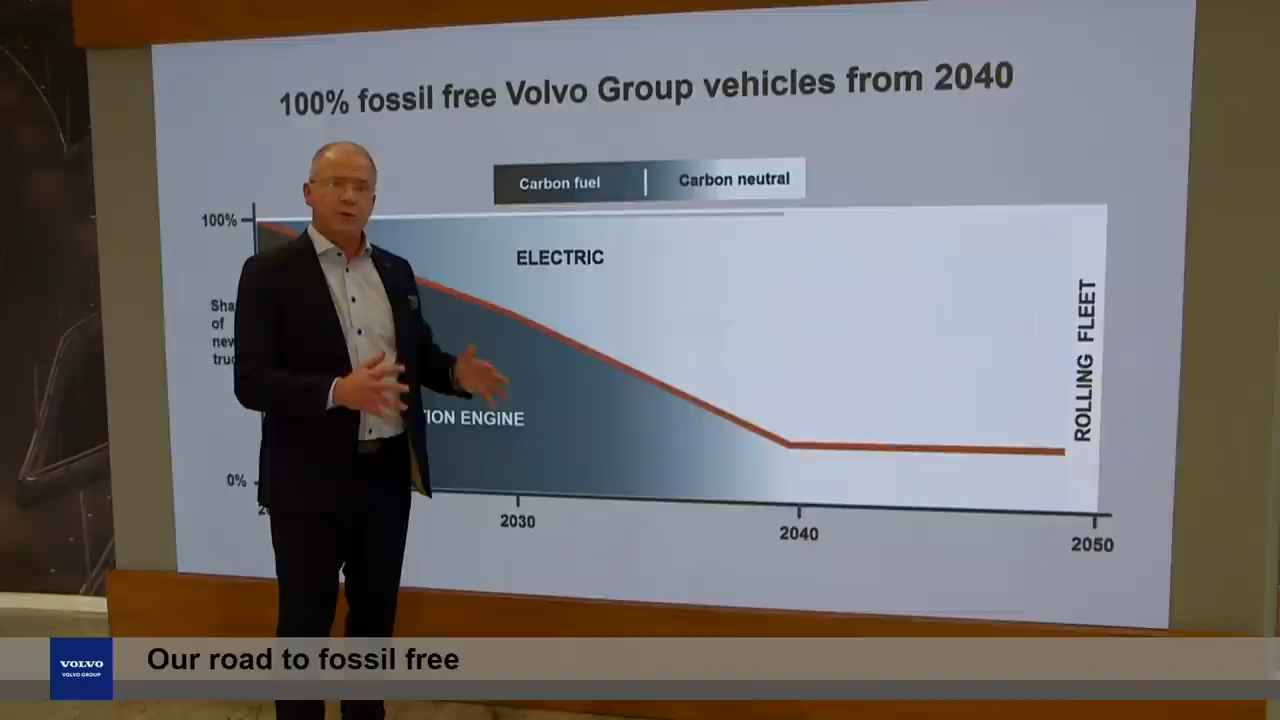 100% fossil free Volvo Group vehicles from 2040
Carbon fuel | Carbon neutral
100%
ELECTRIC
of
ROLLING FLEET
ENGINE
0%
2030
2040
2050
VOLVO
VOLVO GROUP
Our road to fossil free